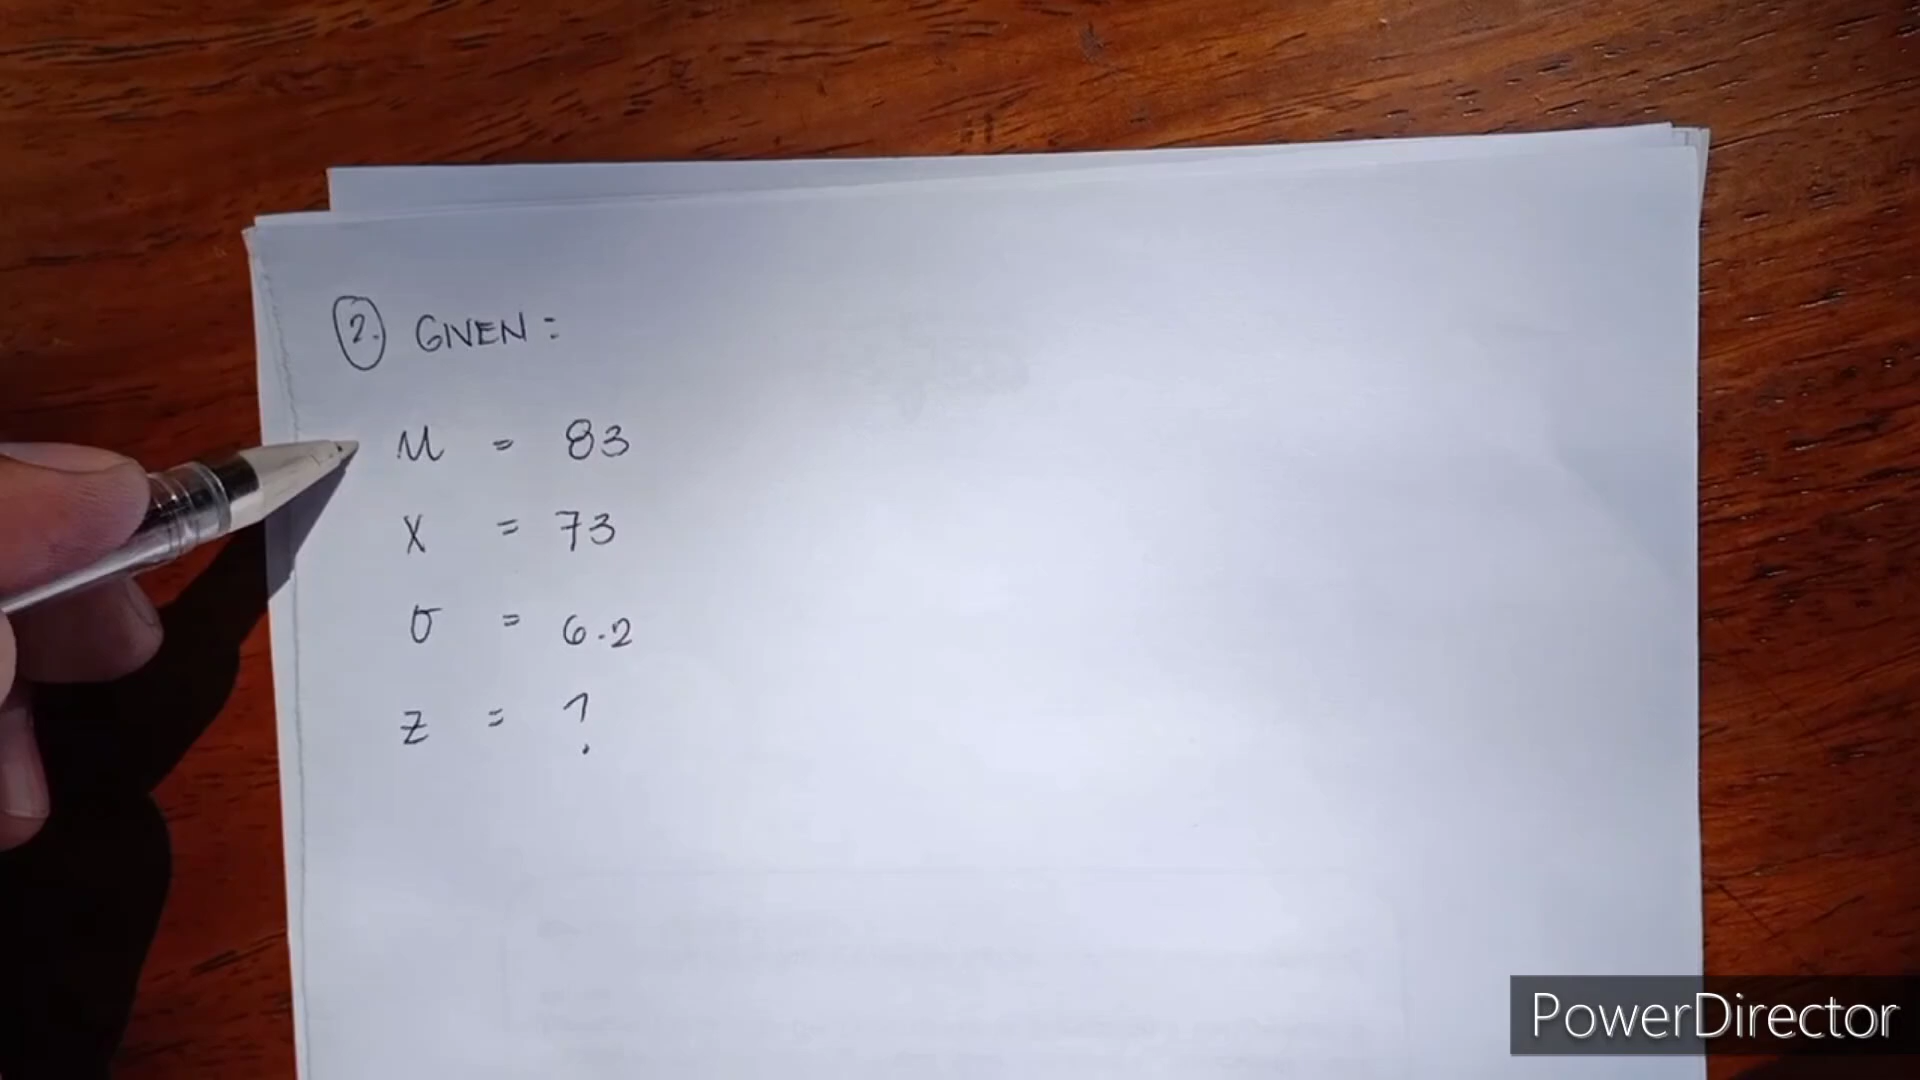 2. GIVEN:
μ = 83
X = 73
σ = 6.2
z = ?
PowerDirector